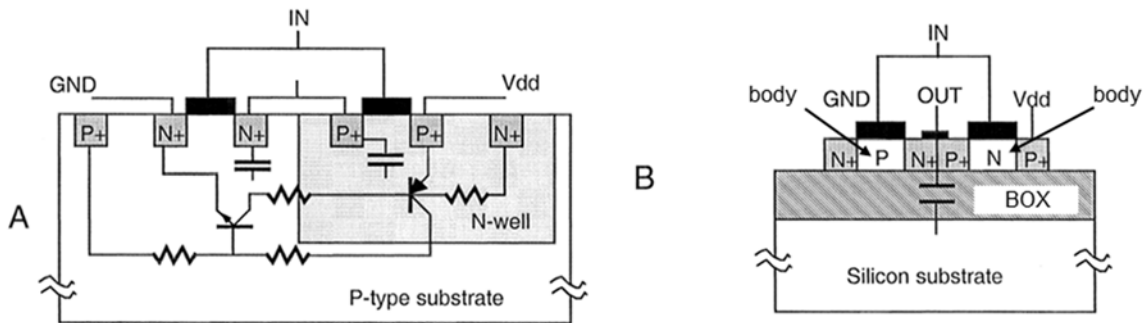 IN
GND
Vdd
P+ N+ N+ P+ P+ N+
N-well
A
P-type substrate
IN
body GND OUT Vdd body
N+ P N+ P+ N P+
B
BOX
Silicon substrate